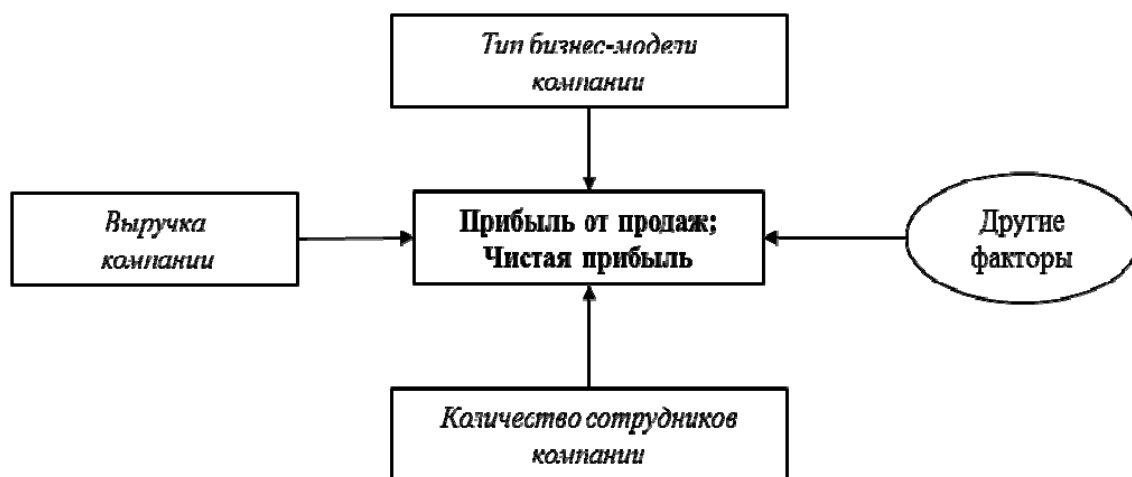 Тип бизнес-модели
компании
Выручка
компании
Прибыль от продаж;
Чистая прибыль
Другие
факторы
Количество сотрудников
компании